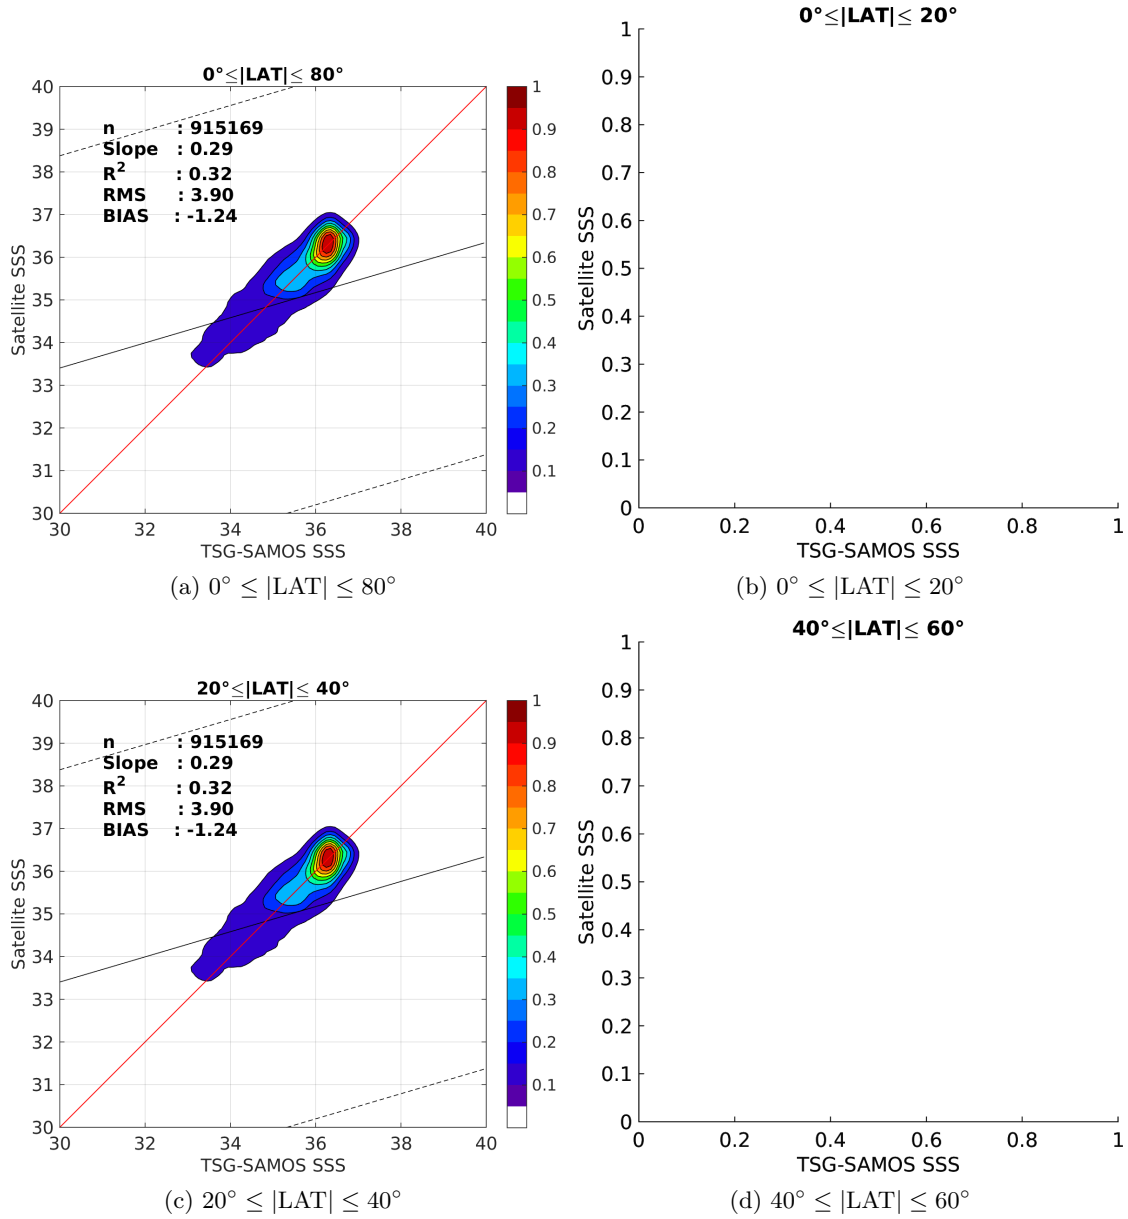 0°≤|LAT|≤ 80°
40
39
38
37
36
35
34
33
32
31
30
Satellite SSS
n : 915169
Slope : 0.29
R² : 0.32
RMS : 3.90
BIAS : -1.24
30 32 34 36 38 40
TSG-SAMOS SSS
1
0.9
0.8
0.7
0.6
0.5
0.4
0.3
0.2
0.1
(a) 0° ≤ |LAT| ≤ 80°
0°≤|LAT|≤ 20°
1
0.9
0.8
0.7
0.6
0.5
0.4
0.3
0.2
0.1
0
Satellite SSS
0 0.2 0.4 0.6 0.8 1
TSG-SAMOS SSS
(b) 0° ≤ |LAT| ≤ 20°
20°≤|LAT|≤ 40°
40
39
38
37
36
35
34
33
32
31
30
Satellite SSS
n : 915169
Slope : 0.29
R² : 0.32
RMS : 3.90
BIAS : -1.24
30 32 34 36 38 40
TSG-SAMOS SSS
1
0.9
0.8
0.7
0.6
0.5
0.4
0.3
0.2
0.1
(c) 20° ≤ |LAT| ≤ 40°
40°≤|LAT|≤ 60°
1
0.9
0.8
0.7
0.6
0.5
0.4
0.3
0.2
0.1
0
Satellite SSS
0 0.2 0.4 0.6 0.8 1
TSG-SAMOS SSS
(d) 40° ≤ |LAT| ≤ 60°